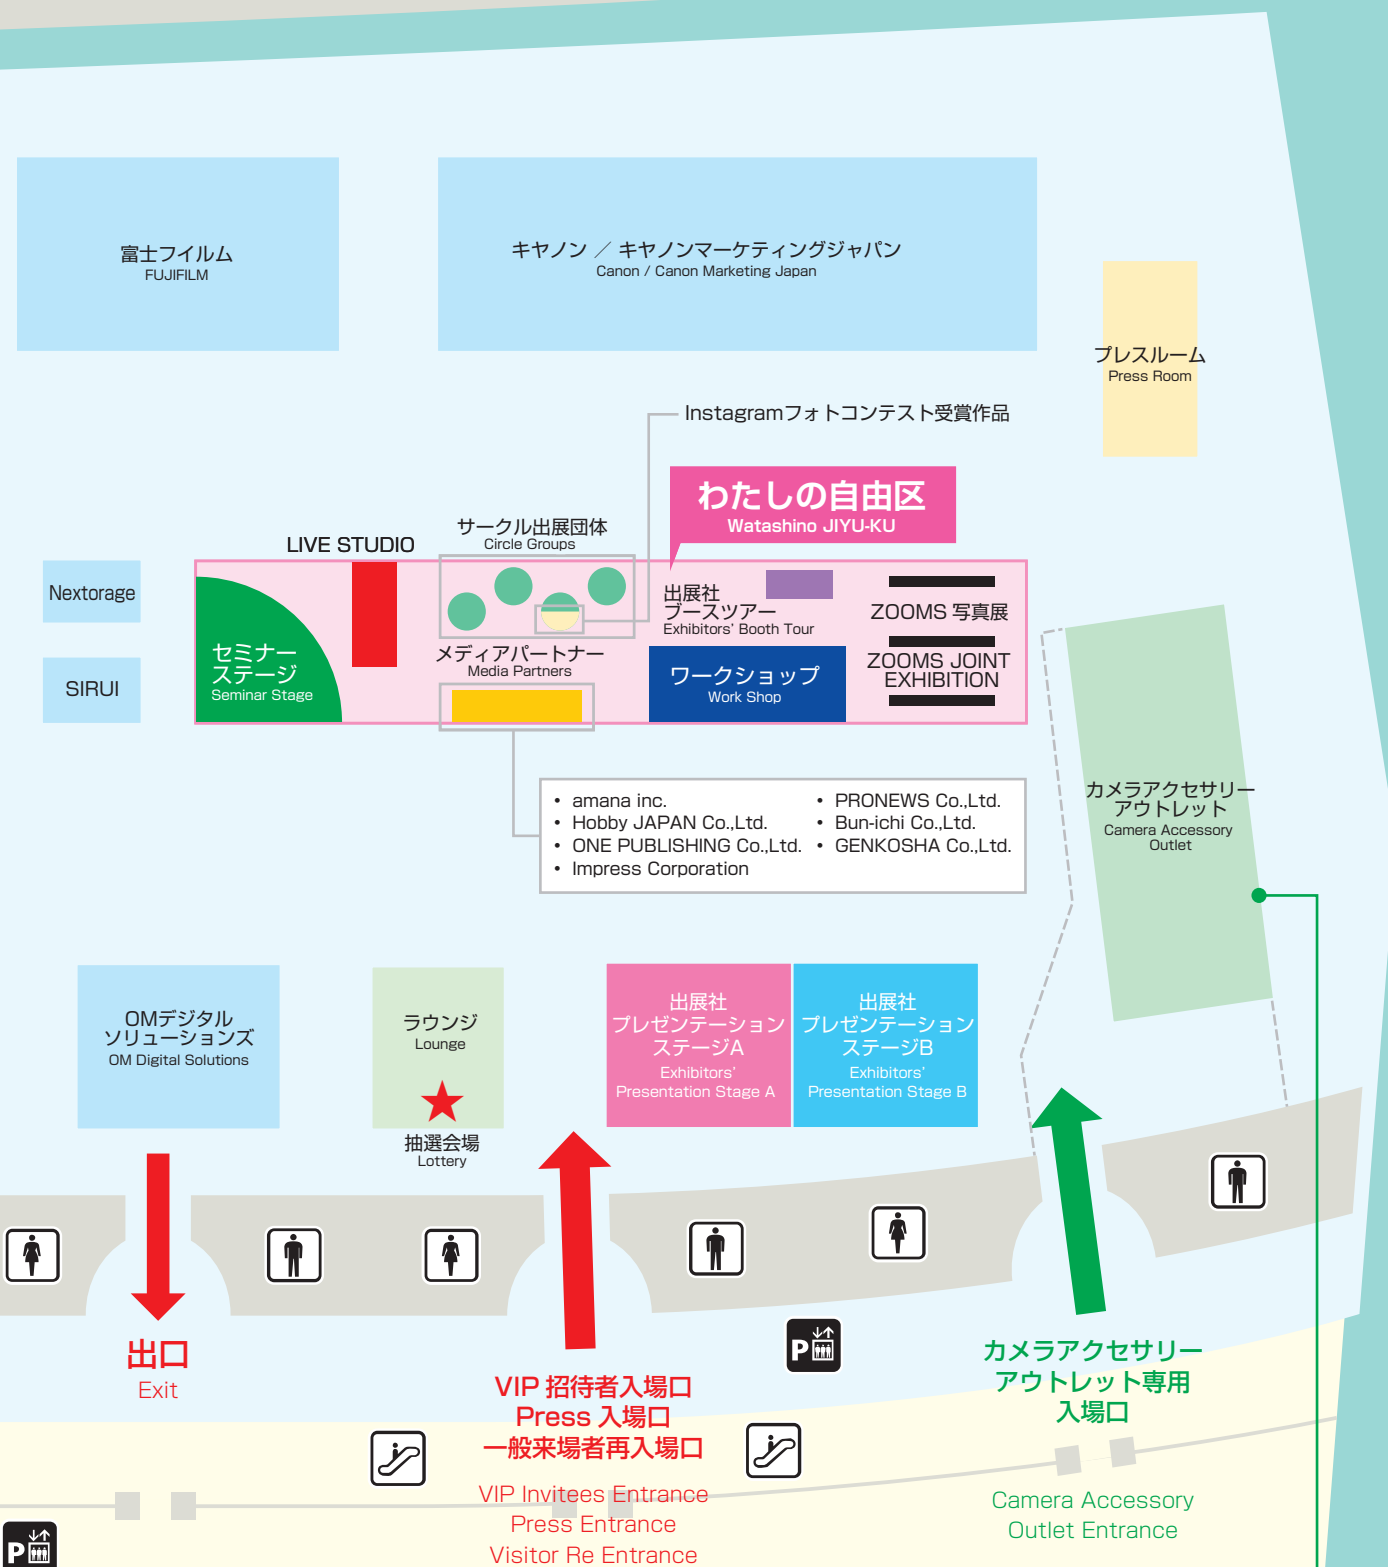 富士フイルム
FUJIFILM
キヤノン ／ キヤノンマーケティングジャパン
Canon / Canon Marketing Japan
プレスルーム
Press Room
Instagramフォトコンテスト受賞作品
わたしの自由区
Watashino JIYU-KU
サークル出展団体
Circle Groups
LIVE STUDIO
Nextorage
SIRUI
セミナー
ステージ
Seminar Stage
メディアパートナー
Media Partners
出展社
ブースツアー
Exhibitors' Booth Tour
ワークショップ
Work Shop
ZOOMS 写真展
ZOOMS JOINT
EXHIBITION
• amana inc.
• Hobby JAPAN Co.,Ltd.
• ONE PUBLISHING Co.,Ltd.
• Impress Corporation
• PRONEWS Co.,Ltd.
• Bun-ichi Co.,Ltd.
• GENKOSHA Co.,Ltd.
カメラアクセサリー
アウトレット
Camera Accessory
Outlet
OMデジタル
ソリューションズ
OM Digital Solutions
ラウンジ
Lounge
抽選会場
Lottery
出展社
プレゼンテーション
ステージA
Exhibitors'
Presentation Stage A
出展社
プレゼンテーション
ステージB
Exhibitors'
Presentation Stage B
出口
Exit
VIP 招待者入場口
Press 入場口
一般来場者再入場口
VIP Invitees Entrance
Press Entrance
Visitor Re Entrance
P
カメラアクセサリー
アウトレット専用
入場口
Camera Accessory
Outlet Entrance
P